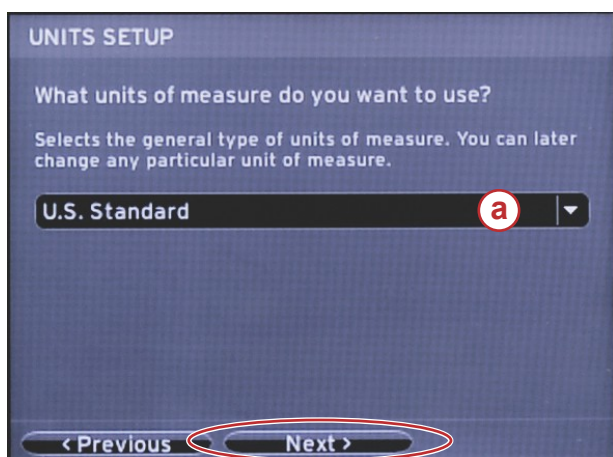 UNITS SETUP
What units of measure do you want to use?
Selects the general type of units of measure. You can later
change any particular unit of measure.
U.S. Standard
a
< Previous
Next >